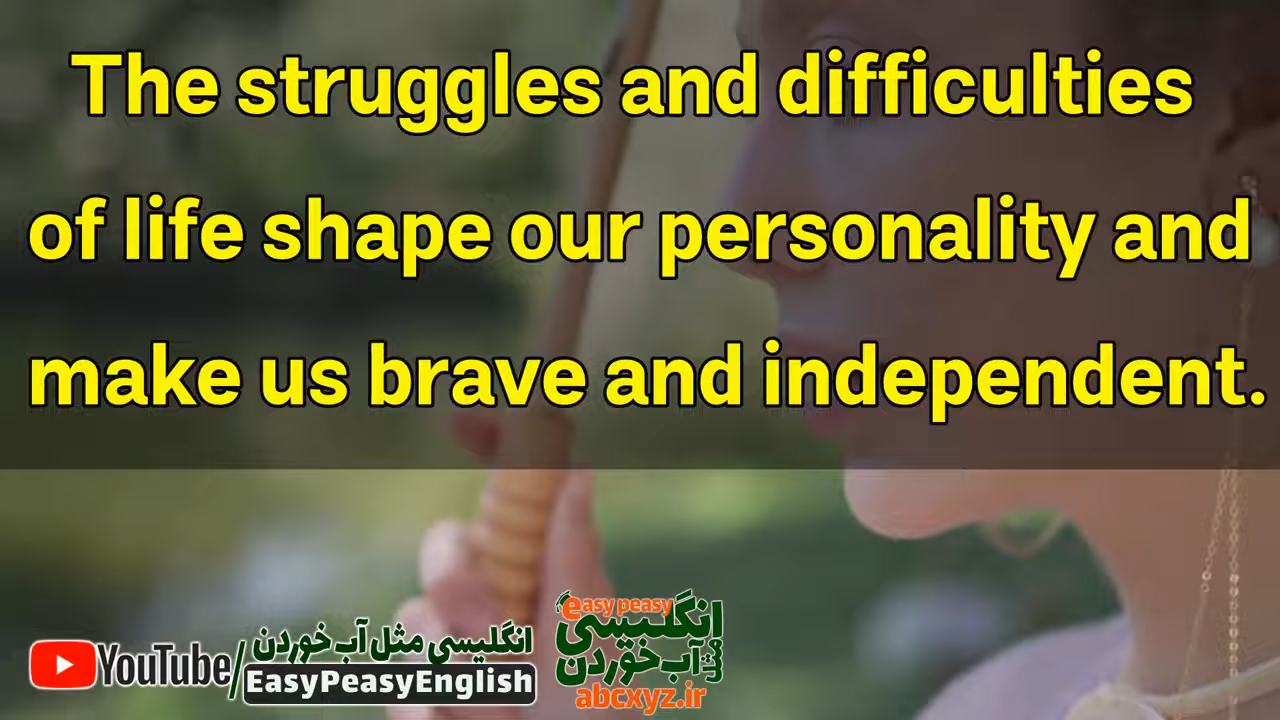 The struggles and difficulties
of life shape our personality and
make us brave and independent.
YouTube/
انگلیسی مثل آب خوردن
EasyPeasyEnglish
easy peasy
انگلیسی
مثل آب خوردن
abcxyz.ir